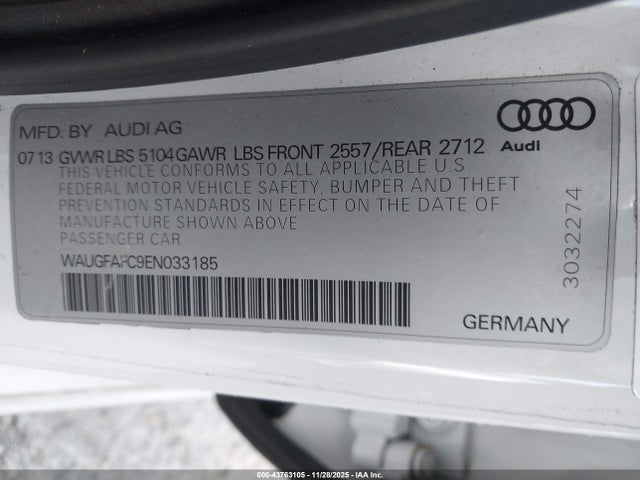 MFD. BY AUDI AG
07 13 GVWR LBS 5104 GAWR LBS FRONT 2557/REAR 2712
Audi
THIS VEHICLE CONFORMS TO ALL APPLICABLE U.S.
FEDERAL MOTOR VEHICLE SAFETY, BUMPER AND THEFT
PREVENTION STANDARDS IN EFFECT ON THE DATE OF
MANUFACTURE SHOWN ABOVE
PASSENGER CAR
WAUGFAFC9EN033185
3032274
GERMANY
000-43763105 - 11/28/2025 - IAA Inc.